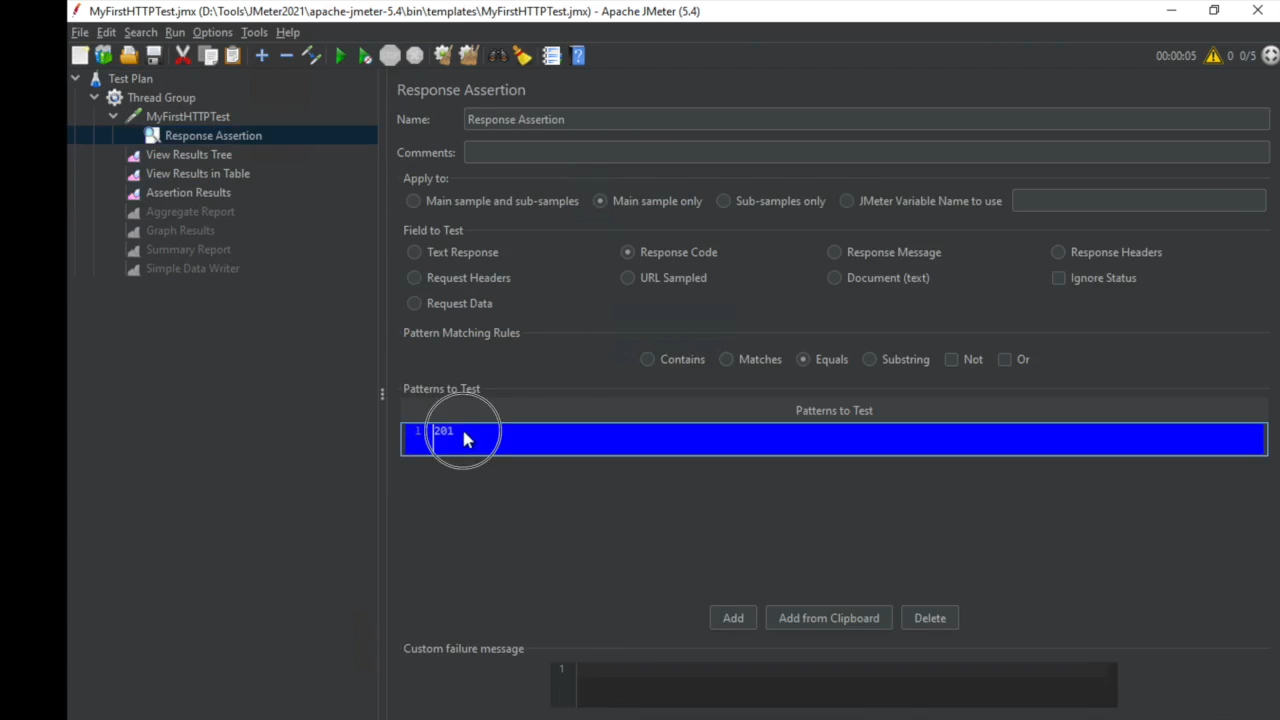 MyFirstHTTPTest.jmx (D:\Tools\JMeter2021\apache-jmeter-5.4\bin\templates\MyFirstHTTPTest.jmx) - Apache JMeter (5.4)
File Edit Search Run Options Tools Help
00:00:05 0 0/5
Test Plan
Thread Group
MyFirstHTTPTest
Response Assertion
View Results Tree
View Results in Table
Assertion Results
Aggregate Report
Graph Results
Summary Report
Simple Data Writer
Response Assertion
Name: Response Assertion
Comments:
Apply to:
Main sample and sub-samples Main sample only Sub-samples only JMeter Variable Name to use
Field to Test
Text Response Response Code Response Message Response Headers
Request Headers URL Sampled Document (text) Ignore Status
Request Data
Pattern Matching Rules
Contains Matches Equals Substring Not Or
Patterns to Test
Patterns to Test
1 201
Add Add from Clipboard Delete
Custom failure message
1